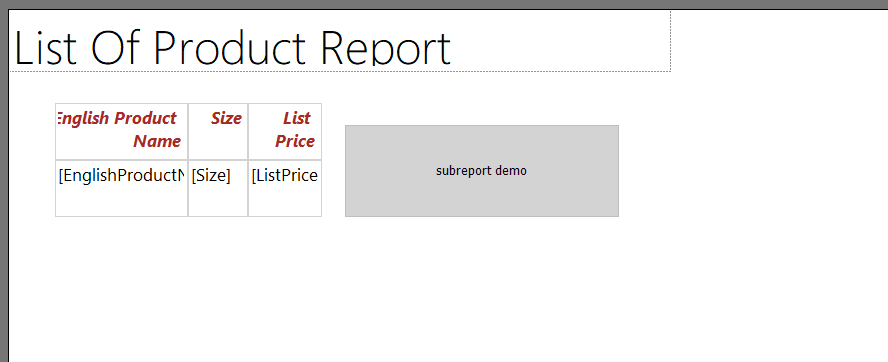 List Of Product Report
English Product
Name
Size
List
Price
[EnglishProductN
[Size]
[ListPrice
subreport demo